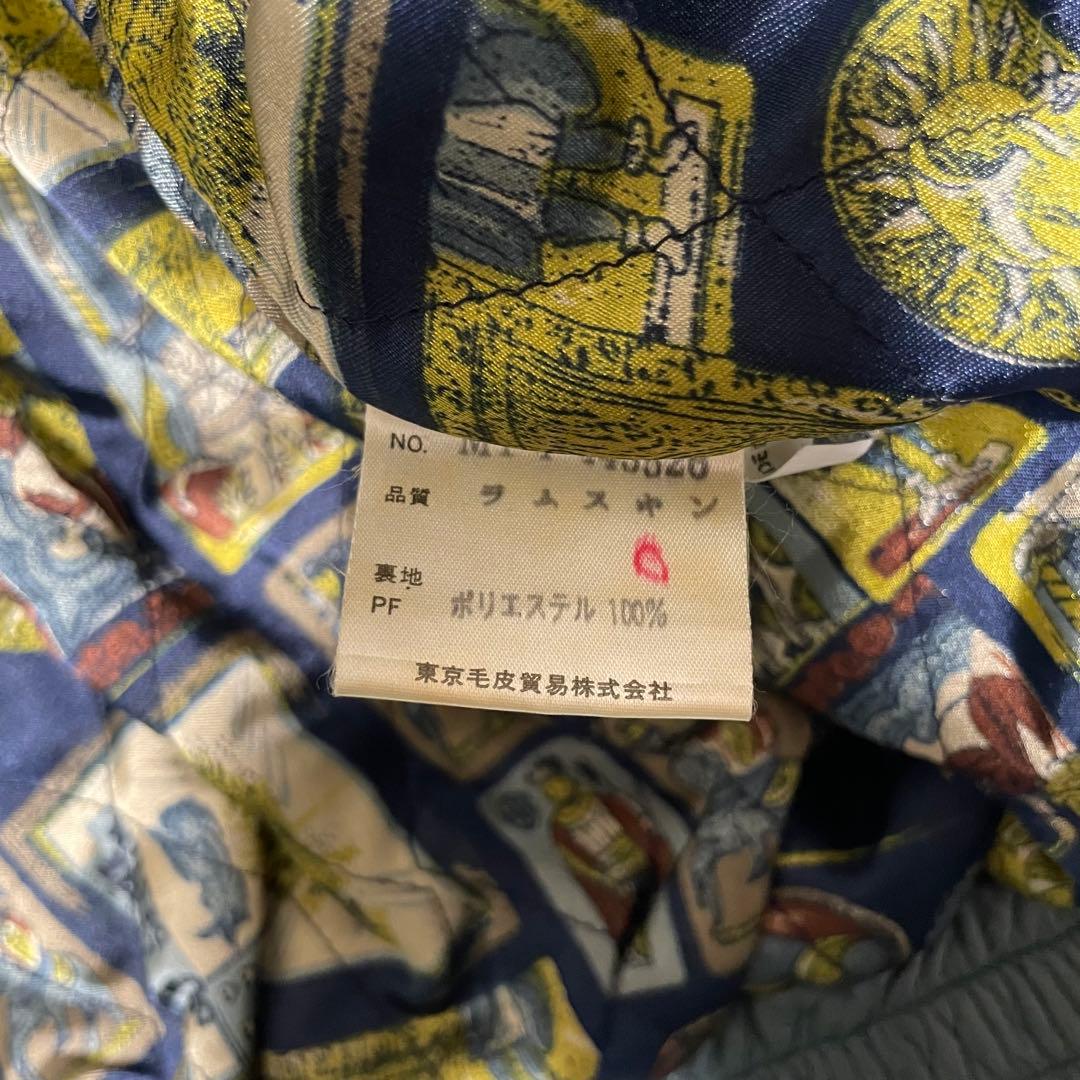 NO.
品質 ラムスキン
裏地
PF ポリエステル 100%
東京毛皮貿易株式会社
DE